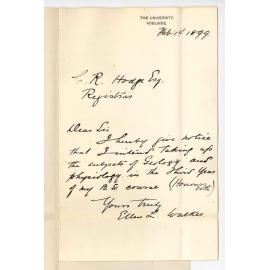 THE UNIVERSITY,
ADELAIDE.
Feb. 1st 1899
C. R. Hodge Esq.
Registrar
Dear Sir
I hereby give notice
that I intend taking up
the subjects of Geology and
physiology in the Third Year
of my B.Sc. course (Honours
Yours truly
Ellen L. Walker